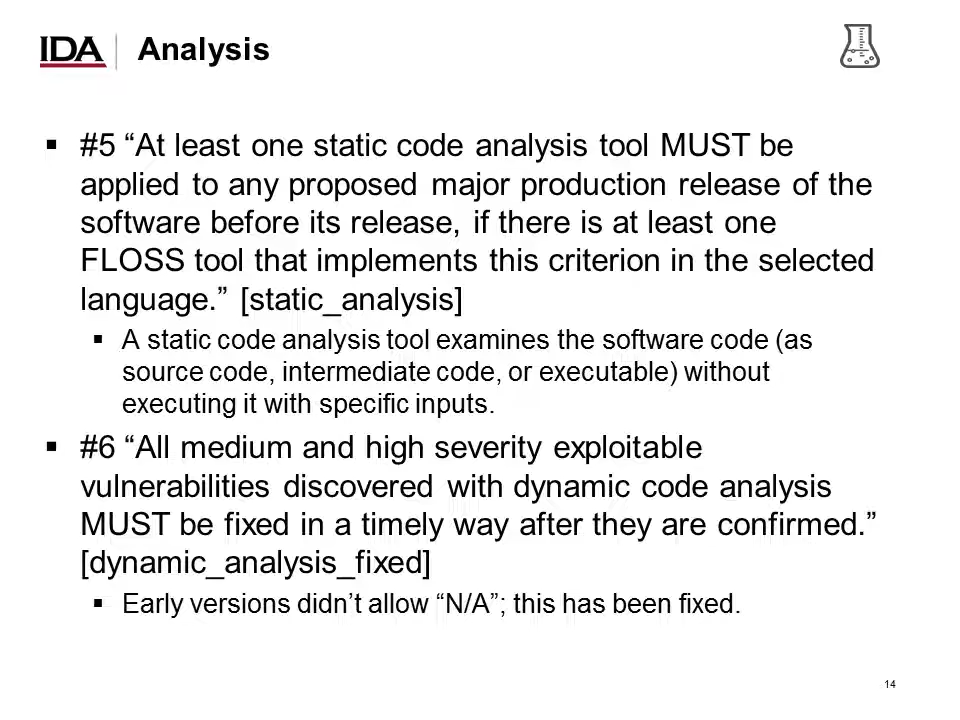 IDA
Analysis
▪ #5 “At least one static code analysis tool MUST be
applied to any proposed major production release of the
software before its release, if there is at least one
FLOSS tool that implements this criterion in the selected
language.” [static_analysis]
▪ A static code analysis tool examines the software code (as
source code, intermediate code, or executable) without
executing it with specific inputs.
▪ #6 “All medium and high severity exploitable
vulnerabilities discovered with dynamic code analysis
MUST be fixed in a timely way after they are confirmed.”
[dynamic_analysis_fixed]
▪ Early versions didn’t allow “N/A”; this has been fixed.
14